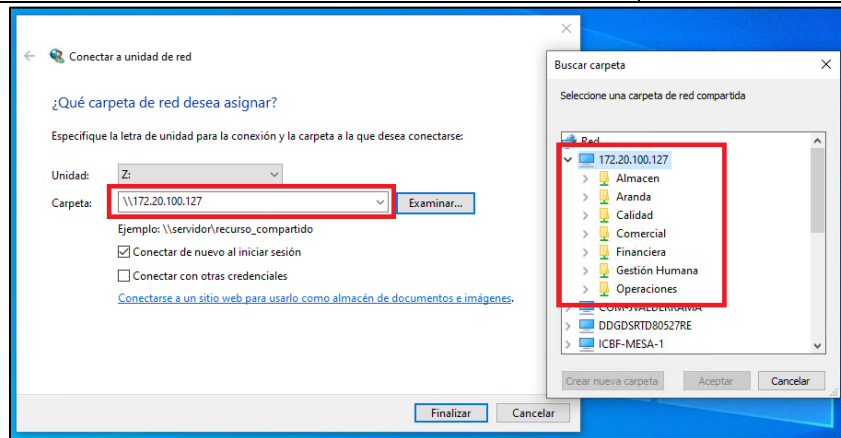 Conectar a unidad de red
¿Qué carpeta de red desea asignar?
Especifique la letra de unidad para la conexión y la carpeta a la que desea conectarse:
Unidad: Z:
Carpeta: \\172.20.100.127 Examinar...
Ejemplo: \\servidor\recurso_compartido
Conectar de nuevo al iniciar sesión
Conectar con otras credenciales
Conectarse a un sitio web para usarlo como almacén de documentos e imágenes.
Finalizar Cancelar
Buscar carpeta
Seleccione una carpeta de red compartida
Red
172.20.100.127
Almacen
Aranda
Calidad
Comercial
Financiera
Gestión Humana
Operaciones
DDGDSRTD80527RE
ICBF-MESA-1
Crear nueva carpeta Aceptar Cancelar